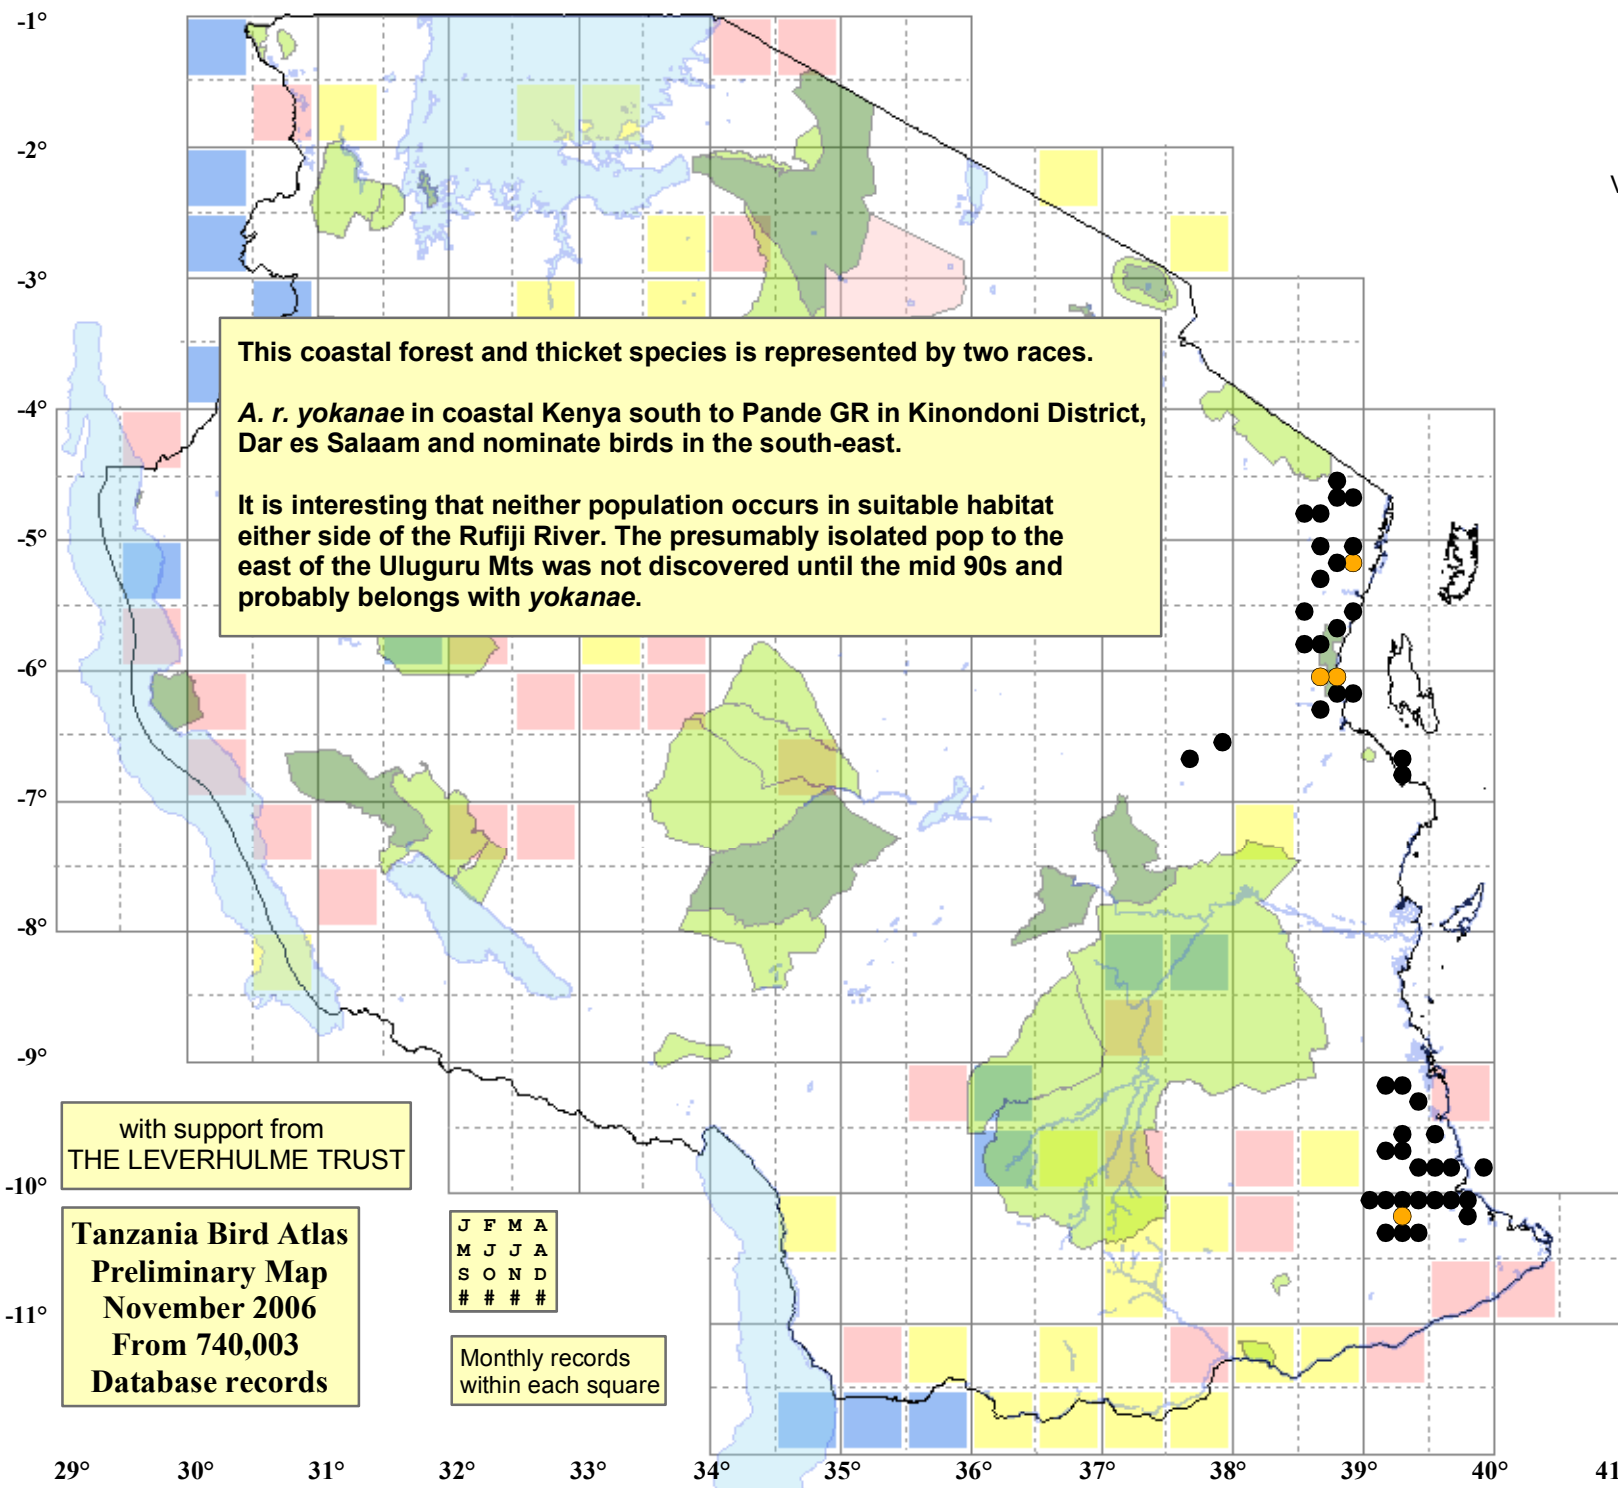 -1°
-2°
-3°
This coastal forest and thicket species is represented by two races.
A. r. yokanae in coastal Kenya south to Pande GR in Kinondoni District,
Dar es Salaam and nominate birds in the south-east.
It is interesting that neither population occurs in suitable habitat
either side of the Rufiji River. The presumably isolated pop to the
east of the Uluguru Mts was not discovered until the mid 90s and
probably belongs with yokanae.
-4°
-5°
-6°
-7°
-8°
-9°
with support from
THE LEVERHULME TRUST
-10°
Tanzania Bird Atlas
Preliminary Map
November 2006
From 740,003
Database records
J F M A
M J J A
S O N D
# # # #
-11°
Monthly records
within each square
29° 30° 31° 32° 33° 34° 35° 36° 37° 38° 39° 40° 41